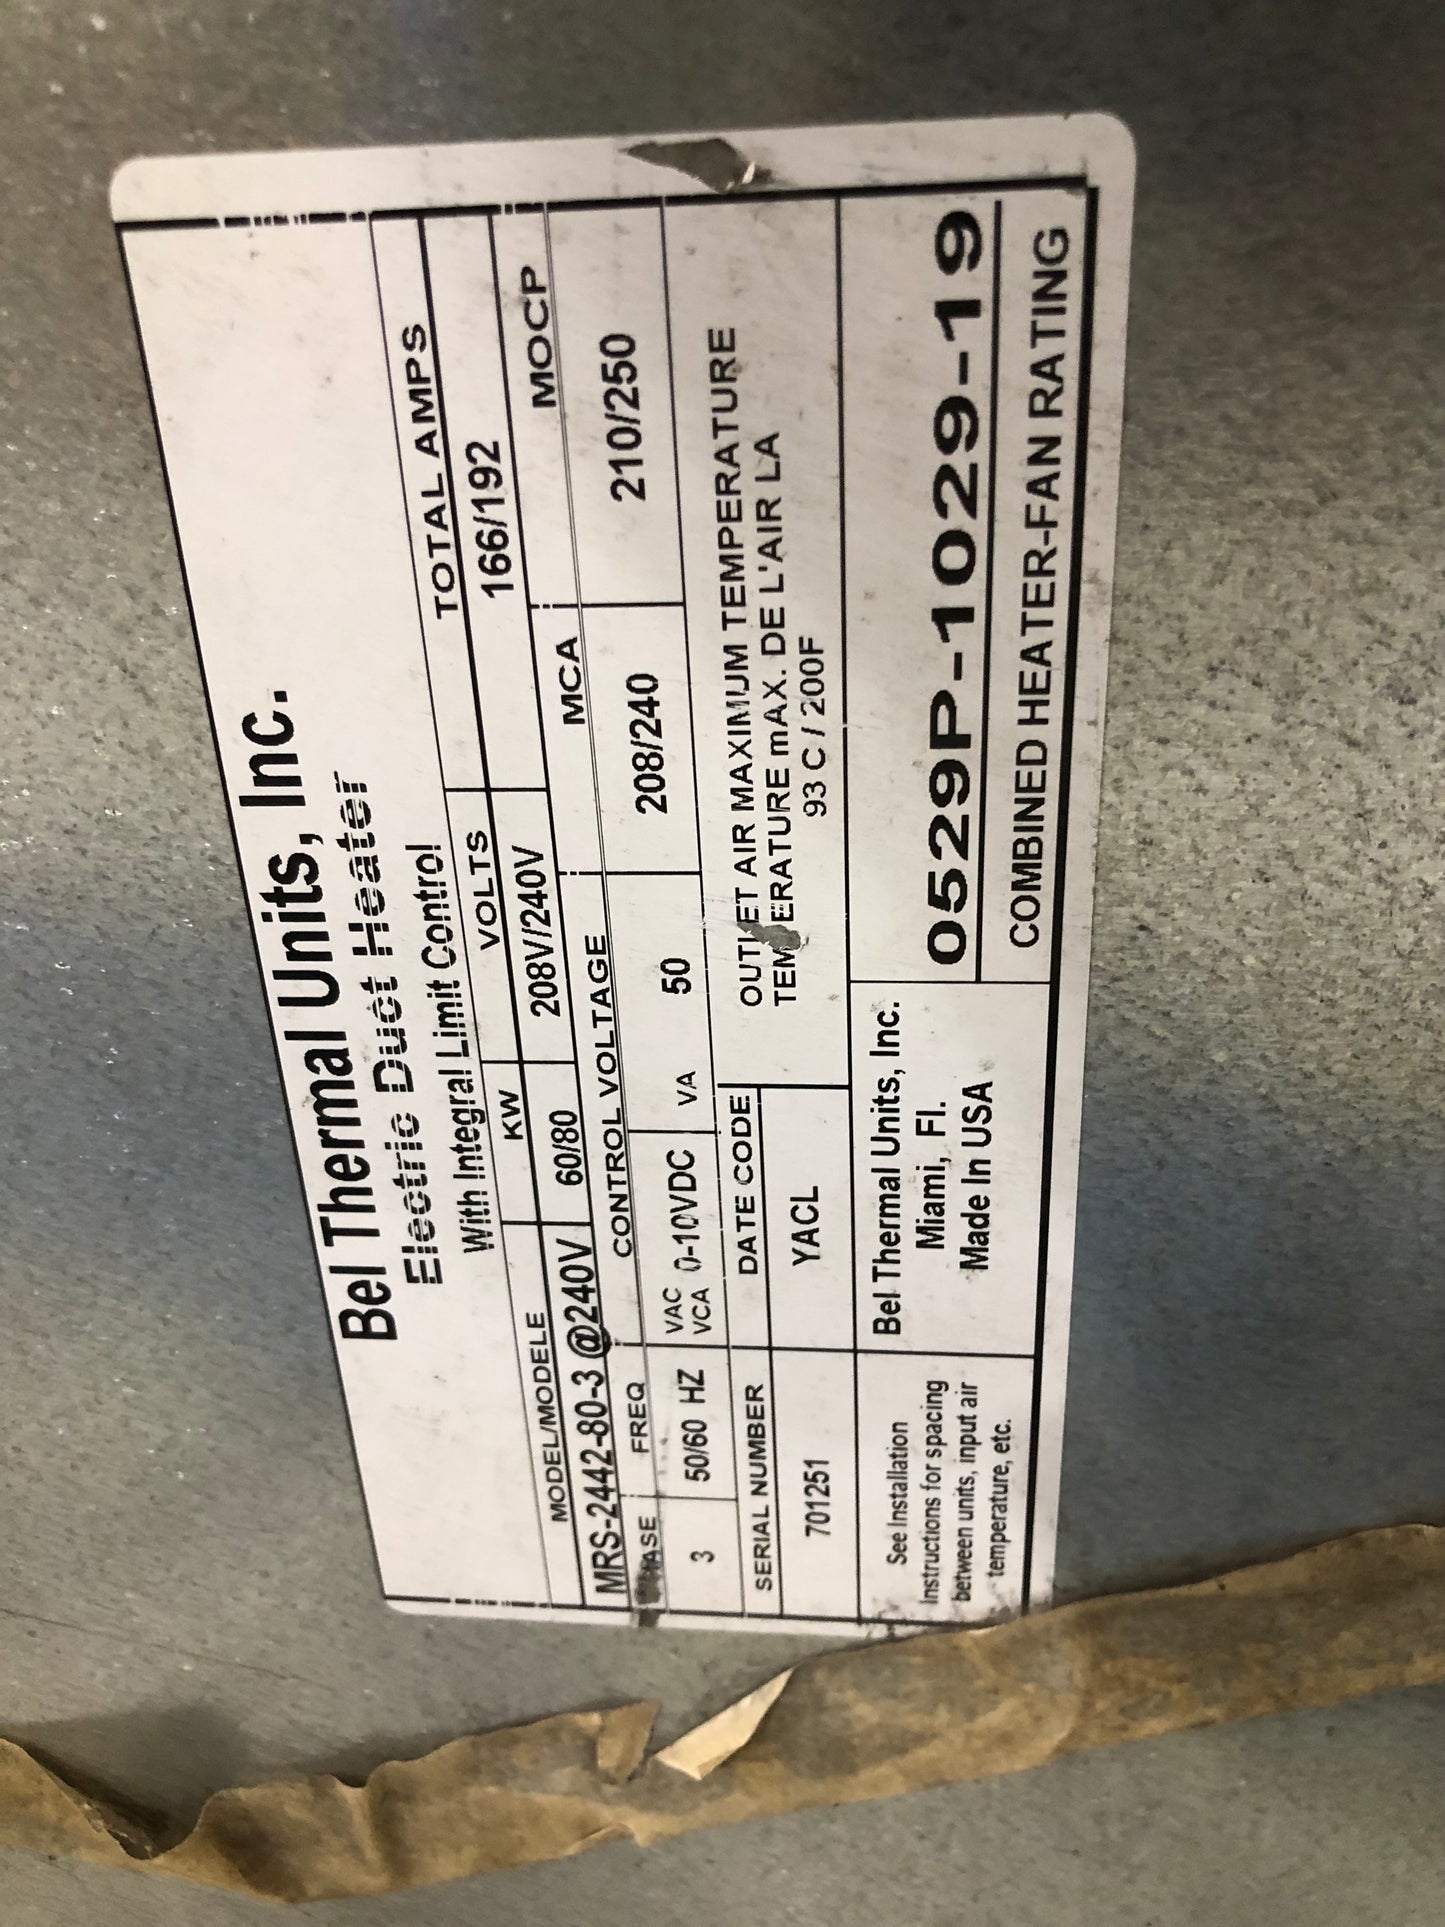 Bel Thermal Units, Inc.
Electric Duct Heater
With Integral Limit Control
MODEL/MODELE KW VOLTS TOTAL AMPS
MRS-2442-80-3 @240V 60/80 208V/240V 166/192
FREQ CONTROL VOLTAGE MCA MOCP
3 50/60 HZ VAC VCA 0-10VDC VA 50 208/240 210/250
SERIAL NUMBER DATE CODE
701251 YACL
OUTLET AIR MAXIMUM TEMPERATURE
TEMPERATURE mAX. DE L'AIR LA
93 C / 200F
See Installation
Instructions for spacing
between units, input air
temperature, etc.
Bel Thermal Units, Inc.
Miami, Fl.
Made In USA
0529P-1029-19
COMBINED HEATER-FAN RATING